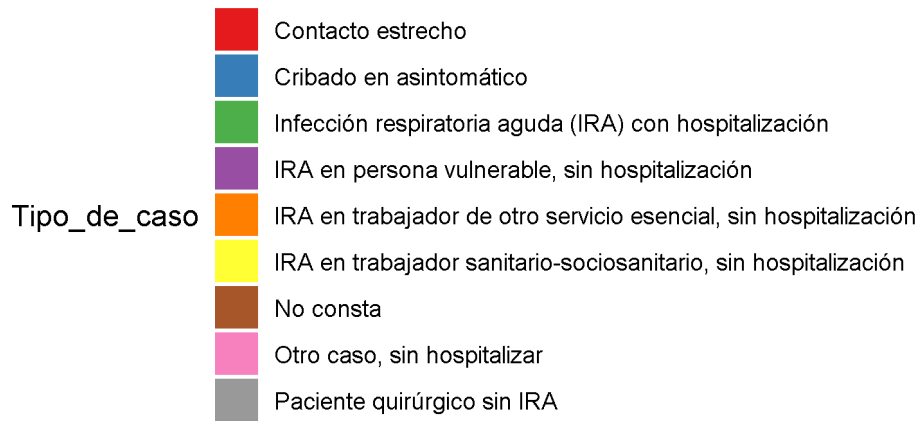 Tipo_de_caso
Contacto estrecho
Cribado en asintomático
Infección respiratoria aguda (IRA) con hospitalización
IRA en persona vulnerable, sin hospitalización
IRA en trabajador de otro servicio esencial, sin hospitalización
IRA en trabajador sanitario-sociosanitario, sin hospitalización
No consta
Otro caso, sin hospitalizar
Paciente quirúrgico sin IRA